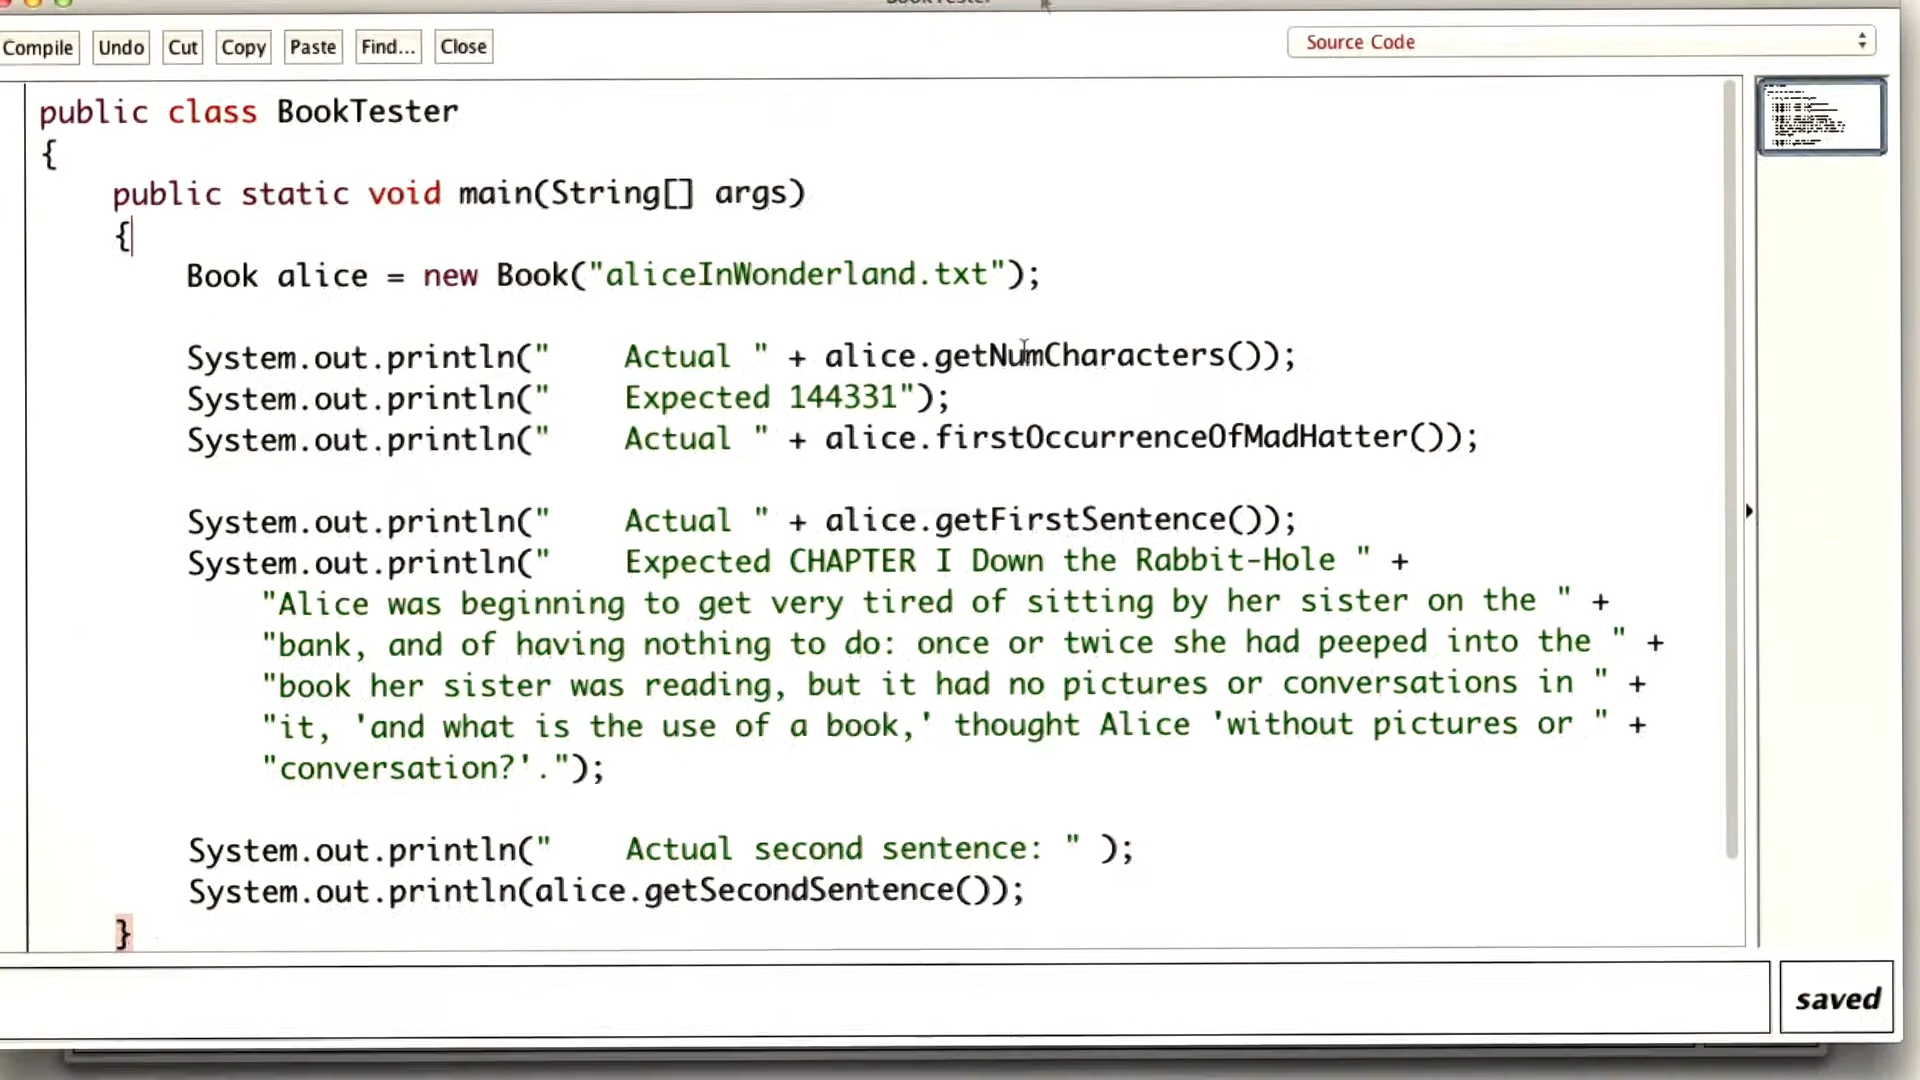 BookTester
Compile Undo Cut Copy Paste Find... Close Source Code
public class BookTester
{
    public static void main(String[] args)
    {
        Book alice = new Book("aliceInWonderland.txt");

        System.out.println("    Actual " + alice.getNumCharacters());
        System.out.println("    Expected 144331");
        System.out.println("    Actual " + alice.firstOccurrenceOfMadHatter());

        System.out.println("    Actual " + alice.getFirstSentence());
        System.out.println("    Expected CHAPTER I Down the Rabbit-Hole " +
            "Alice was beginning to get very tired of sitting by her sister on the " +
            "bank, and of having nothing to do: once or twice she had peeped into the " +
            "book her sister was reading, but it had no pictures or conversations in " +
            "it, 'and what is the use of a book,' thought Alice 'without pictures or " +
            "conversation?'.");

        System.out.println("    Actual second sentence: " );
        System.out.println(alice.getSecondSentence());
    }
saved